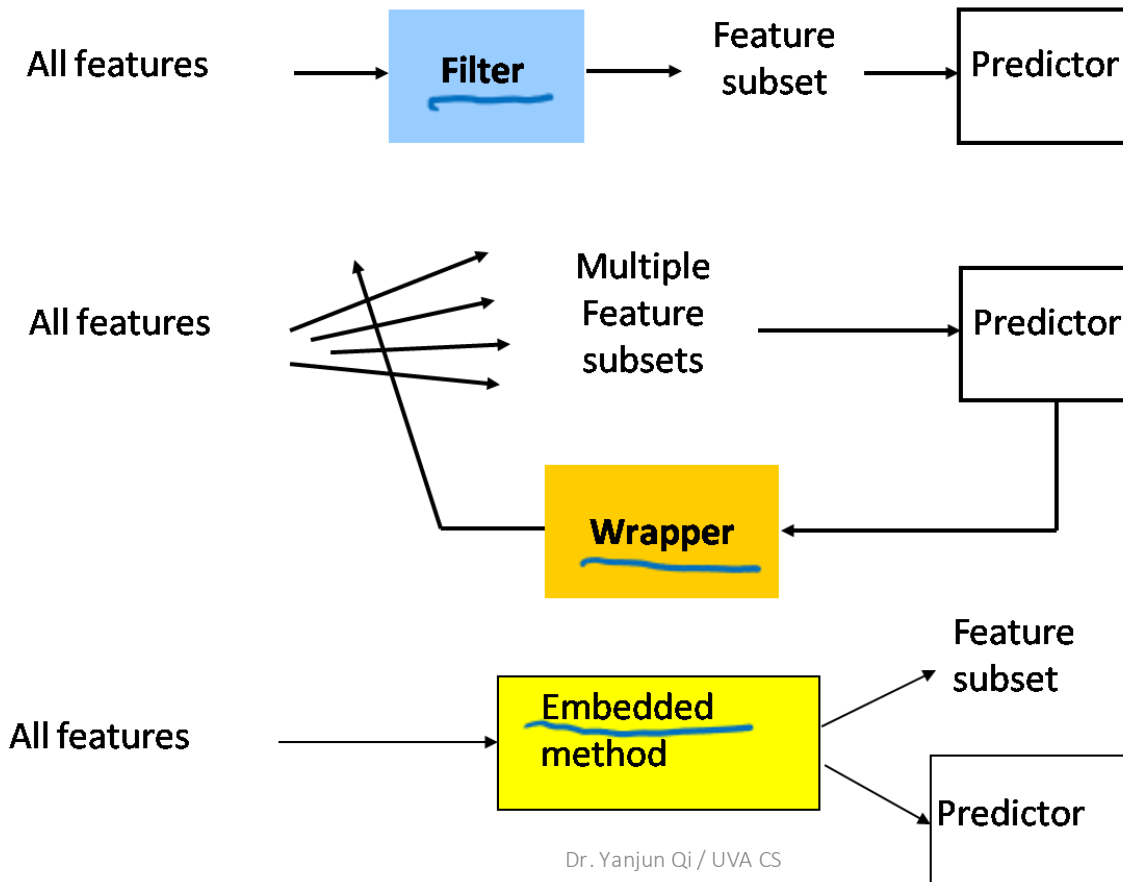 All features
Filter
Feature
subset
Predictor
All features
Multiple
Feature
subsets
Predictor
Wrapper
All features
Embedded
method
Feature
subset
Predictor
Dr. Yanjun Qi / UVA CS